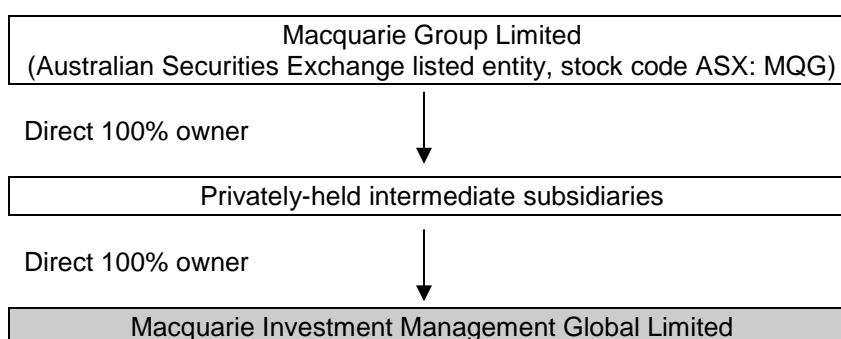 Macquarie Group Limited
(Australian Securities Exchange listed entity, stock code ASX: MQG)
Direct 100% owner
Privately-held intermediate subsidiaries
Direct 100% owner
Macquarie Investment Management Global Limited